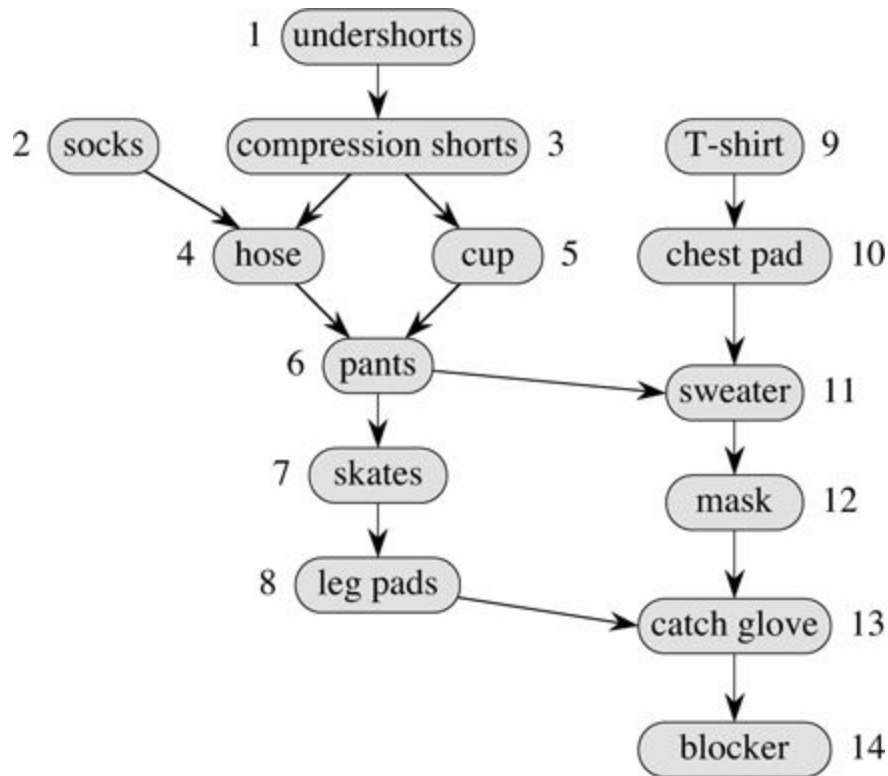 1 undershorts
2 socks
compression shorts 3
T-shirt 9
4 hose
cup 5
chest pad 10
6 pants
sweater 11
7 skates
mask 12
8 leg pads
catch glove 13
blocker 14